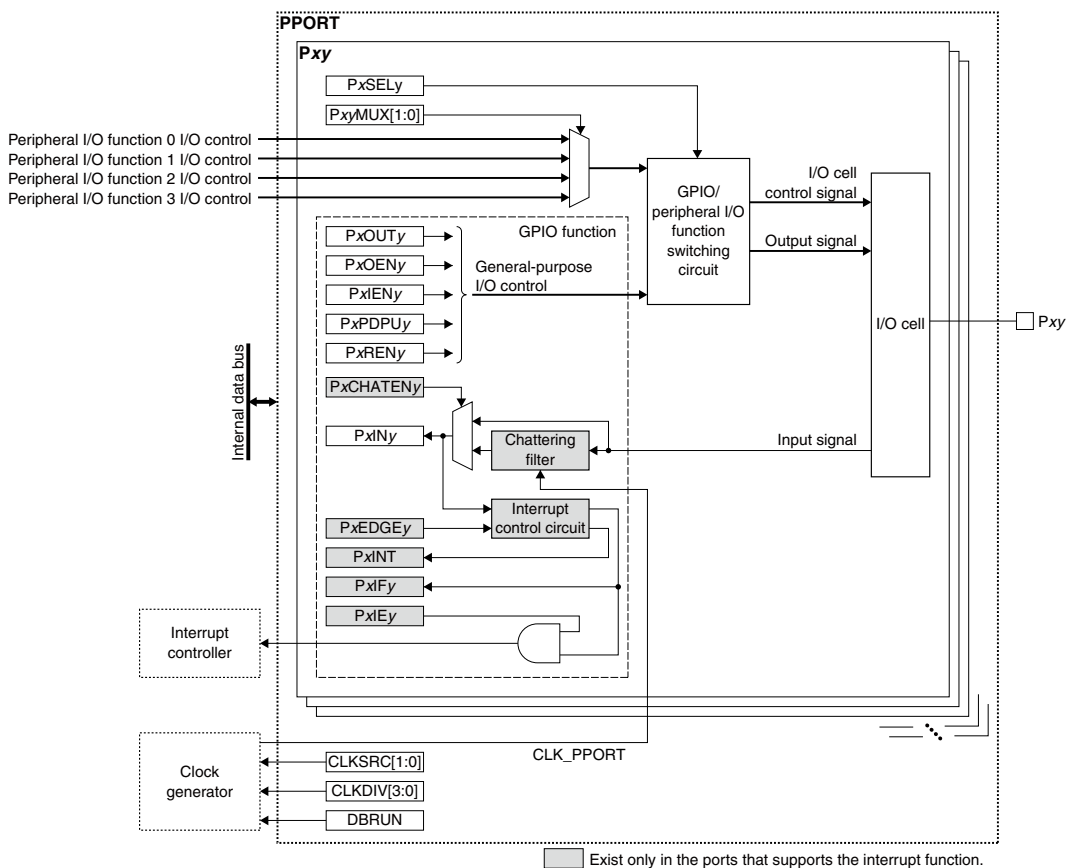 PPORT
Pxy
PxSELy
PxyMUX[1:0]
Peripheral I/O function 0 I/O control
Peripheral I/O function 1 I/O control
Peripheral I/O function 2 I/O control
Peripheral I/O function 3 I/O control
GPIO/
peripheral I/O
function
switching
circuit
I/O cell
control signal
Output signal
I/O cell
Pxy
GPIO function
PxOUTy
PxOENy
PxIENy
PxPDPUy
PxRENy
General-purpose
I/O control
Internal data bus
PxCHATENy
PxINy
Chattering
filter
Input signal
Interrupt
control circuit
PxEDGEy
PxINT
PxIFy
PxIEy
Interrupt
controller
Clock
generator
CLK_PPORT
CLKSRC[1:0]
CLKDIV[3:0]
DBRUN
Exist only in the ports that supports the interrupt function.